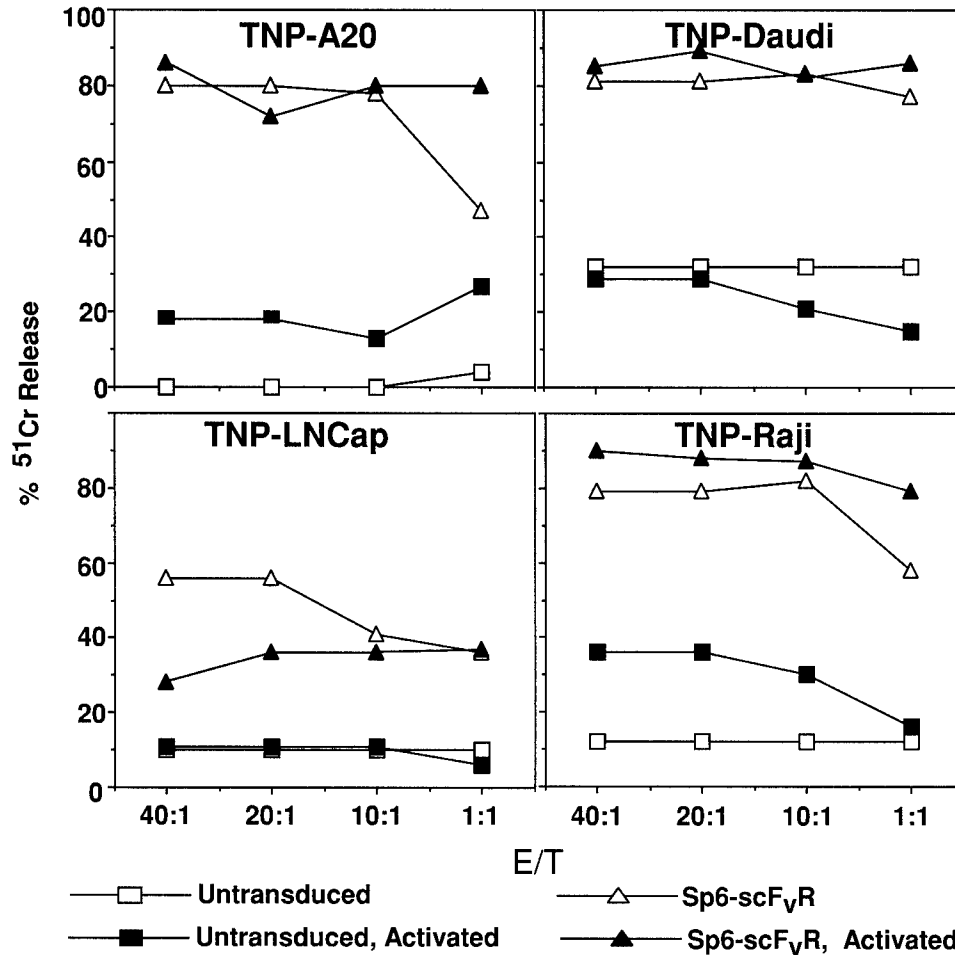 100
80
60
40
20
0
TNP-A20
TNP-Daudi
% ⁵¹Cr Release
80
60
40
20
0
TNP-LNCap
TNP-Raji
40:1 20:1 10:1 1:1
40:1 20:1 10:1 1:1
E/T
Untransduced
Sp6-scFᵥR
Untransduced, Activated
Sp6-scFᵥR, Activated